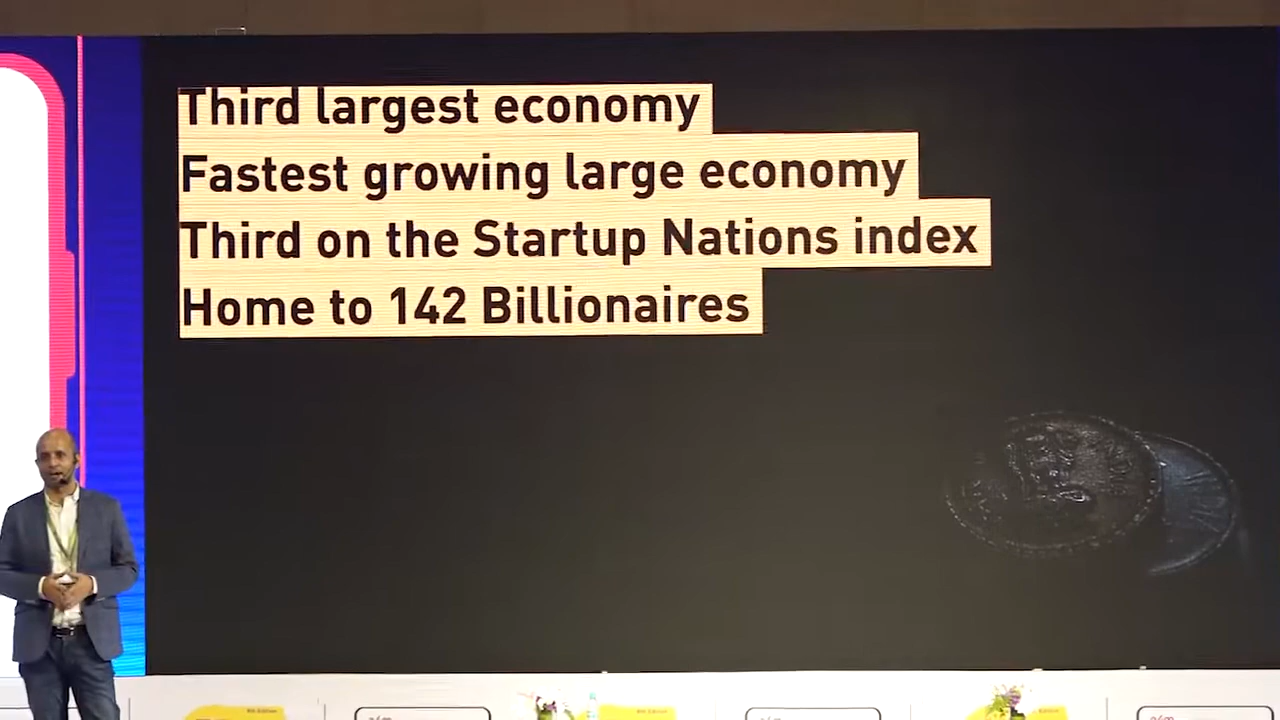 Third largest economy
Fastest growing large economy
Third on the Startup Nations index
Home to 142 Billionaires